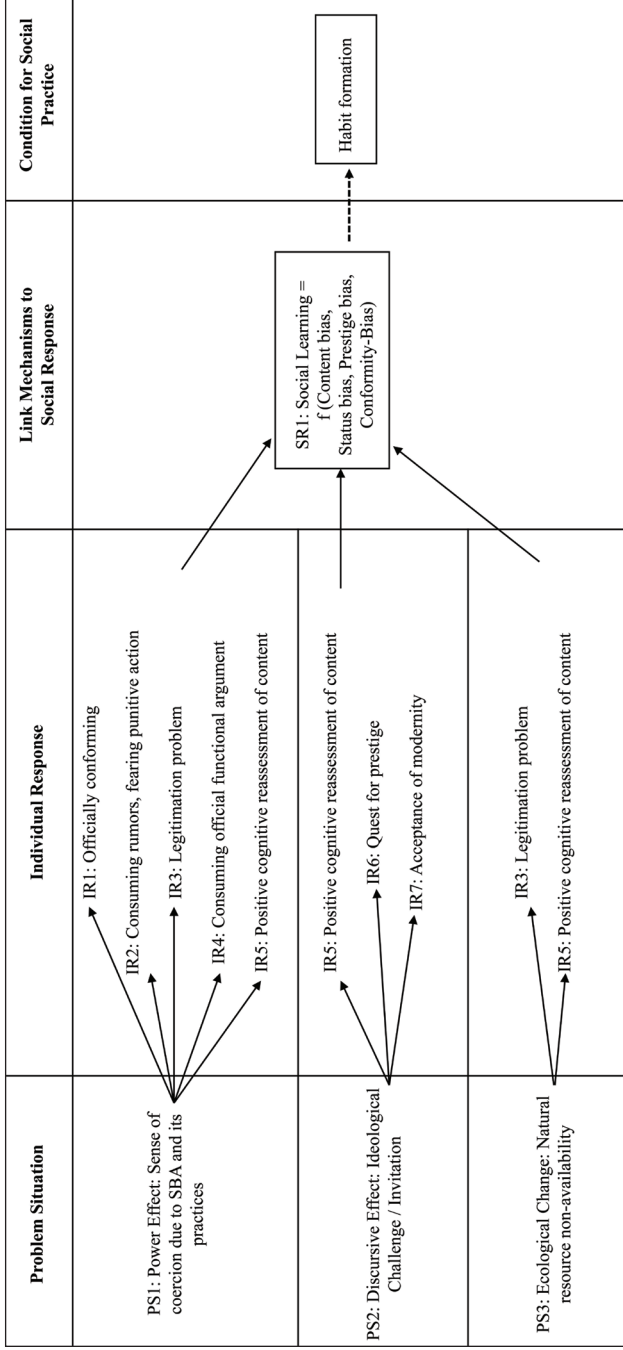 Problem Situation
Individual Response
Link Mechanisms to
Social Response
Condition for Social
Practice
PS1: Power Effect: Sense of
coercion due to SBA and its
practices
IR1: Officially conforming
IR2: Consuming rumors, fearing punitive action
IR3: Legitimation problem
IR4: Consuming official functional argument
IR5: Positive cognitive reassessment of content
PS2: Discursive Effect: Ideological
Challenge / Invitation
IR5: Positive cognitive reassessment of content
IR6: Quest for prestige
IR7: Acceptance of modernity
PS3: Ecological Change: Natural
resource non-availability
IR3: Legitimation problem
IR5: Positive cognitive reassessment of content
SR1: Social Learning =
f (Content bias,
Status bias, Prestige bias,
Conformity-Bias)
Habit formation